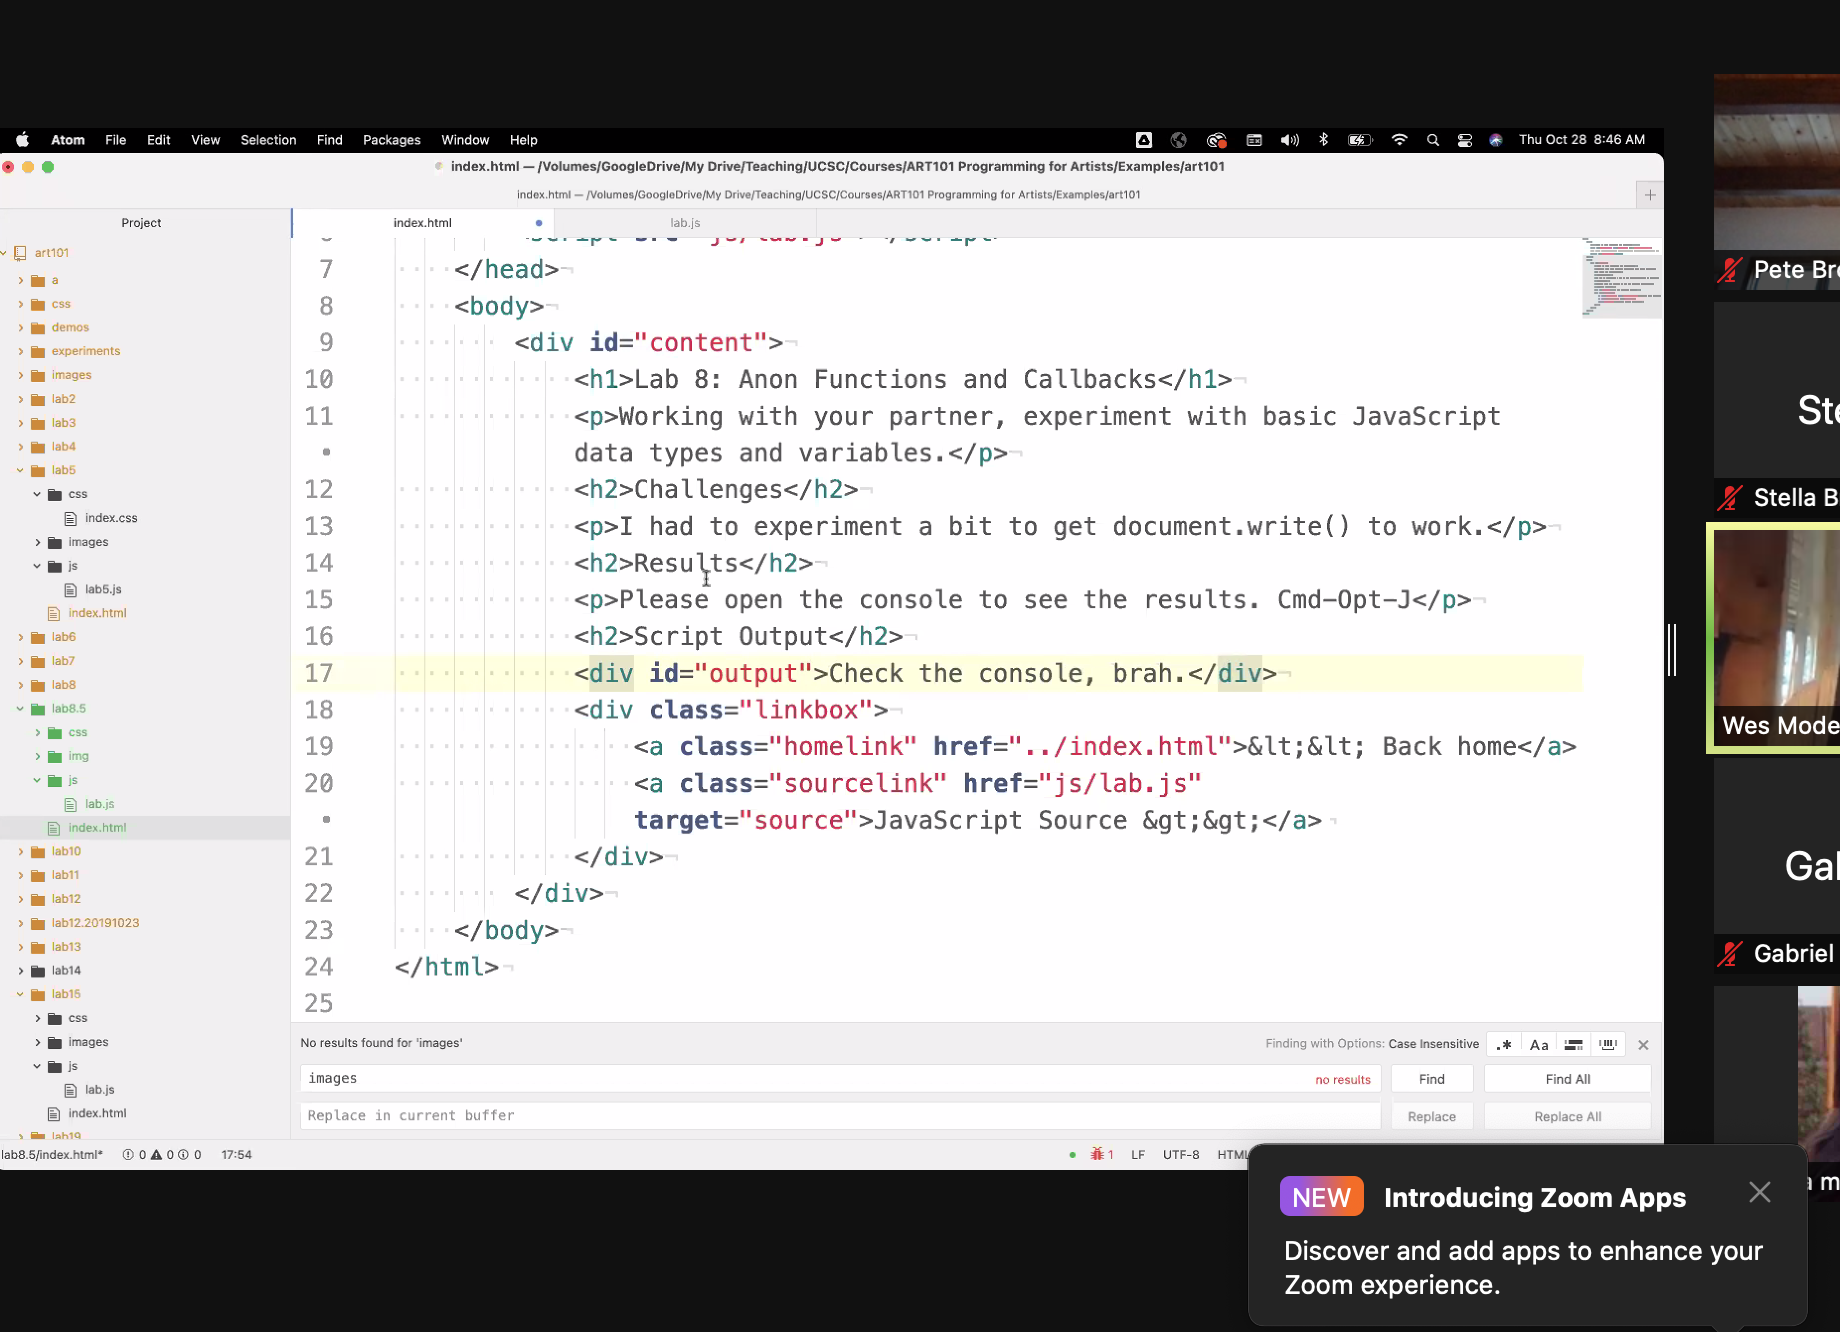 Atom File Edit View Selection Find Packages Window Help Thu Oct 28 8:46 AM
index.html — /Volumes/GoogleDrive/My Drive/Teaching/UCSC/Courses/ART101 Programming for Artists/Examples/art101
index.html — /Volumes/GoogleDrive/My Drive/Teaching/UCSC/Courses/ART101 Programming for Artists/Examples/art101
Project
art101
a
css
demos
experiments
images
lab2
lab3
lab4
lab5
css
index.css
images
js
lab5.js
index.html
lab6
lab7
lab8
lab8.5
css
img
js
lab.js
index.html
lab10
lab11
lab12
lab12.20191023
lab13
lab14
lab15
css
images
js
lab.js
index.html
lab19
index.html lab.js
7 </head>
8 <body>
9 <div id="content">
10 <h1>Lab 8: Anon Functions and Callbacks</h1>
11 <p>Working with your partner, experiment with basic JavaScript
data types and variables.</p>
12 <h2>Challenges</h2>
13 <p>I had to experiment a bit to get document.write() to work.</p>
14 <h2>Results</h2>
15 <p>Please open the console to see the results. Cmd-Opt-J</p>
16 <h2>Script Output</h2>
17 <div id="output">Check the console, brah.</div>
18 <div class="linkbox">
19 <a class="homelink" href="../index.html">&lt;&lt; Back home</a>
20 <a class="sourcelink" href="js/lab.js"
target="source">JavaScript Source &gt;&gt;</a>
21 </div>
22 </div>
23 </body>
24 </html>
25
No results found for 'images' Finding with Options: Case Insensitive .* Aa
images no results Find Find All
Replace in current buffer Replace Replace All
lab8.5/index.html* 0 0 0 17:54 1 LF UTF-8 HTML
Pete Br
Ste
Stella B
Wes Mode
Gab
Gabriel
NEW Introducing Zoom Apps
Discover and add apps to enhance your
Zoom experience.